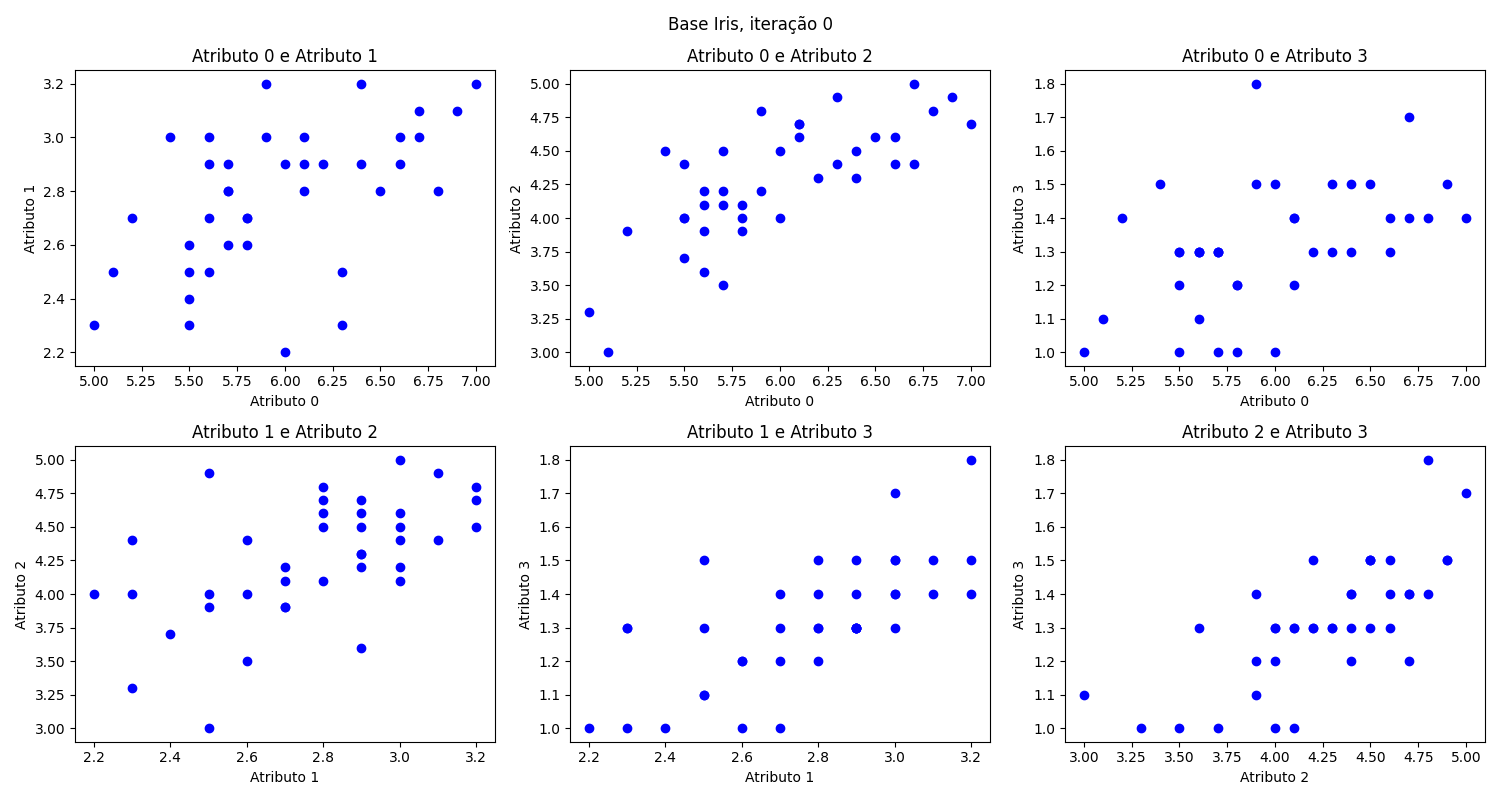 Base Iris, iteração 0
Atributo 0 e Atributo 1
3.2
3.0
2.8
2.6
2.4
2.2
Atributo 1
5.00 5.25 5.50 5.75 6.00 6.25 6.50 6.75 7.00
Atributo 0
Atributo 0 e Atributo 2
5.00
4.75
4.50
4.25
4.00
3.75
3.50
3.25
3.00
Atributo 2
5.00 5.25 5.50 5.75 6.00 6.25 6.50 6.75 7.00
Atributo 0
Atributo 0 e Atributo 3
1.8
1.7
1.6
1.5
1.4
1.3
1.2
1.1
1.0
Atributo 3
5.00 5.25 5.50 5.75 6.00 6.25 6.50 6.75 7.00
Atributo 0
Atributo 1 e Atributo 2
5.00
4.75
4.50
4.25
4.00
3.75
3.50
3.25
3.00
Atributo 2
2.2 2.4 2.6 2.8 3.0 3.2
Atributo 1
Atributo 1 e Atributo 3
1.8
1.7
1.6
1.5
1.4
1.3
1.2
1.1
1.0
Atributo 3
2.2 2.4 2.6 2.8 3.0 3.2
Atributo 1
Atributo 2 e Atributo 3
1.8
1.7
1.6
1.5
1.4
1.3
1.2
1.1
1.0
Atributo 3
3.00 3.25 3.50 3.75 4.00 4.25 4.50 4.75 5.00
Atributo 2